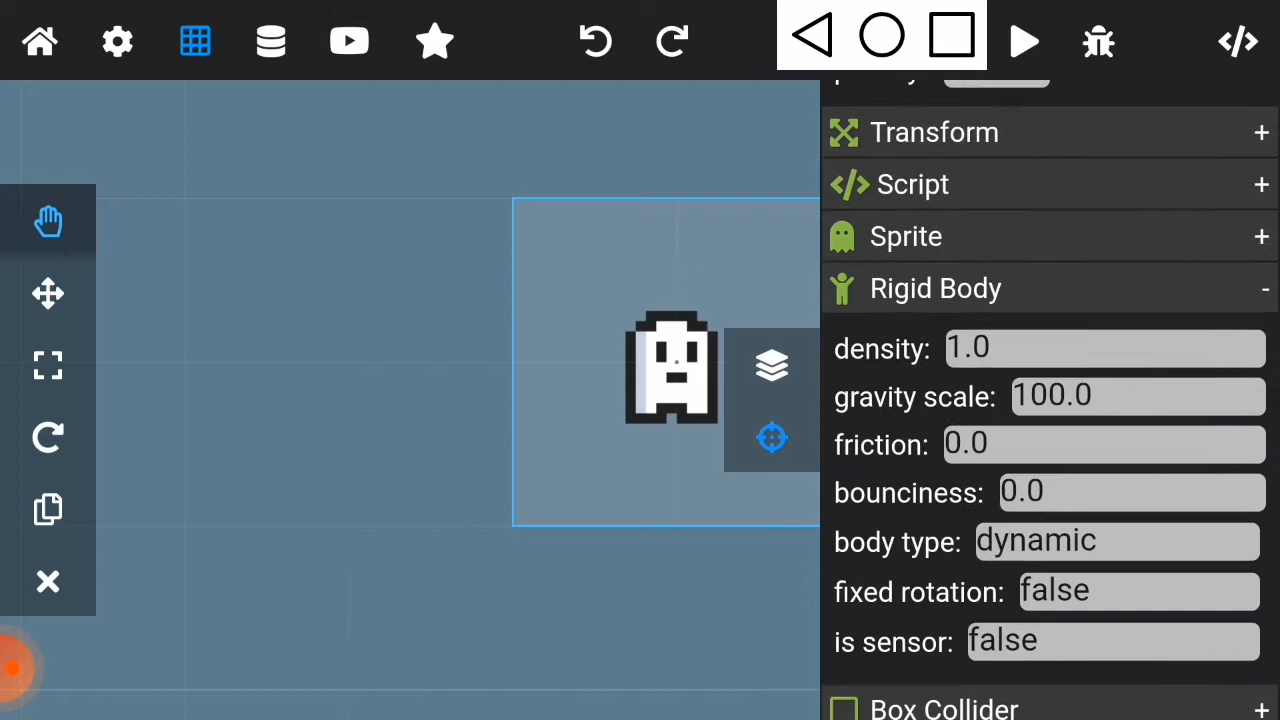 Transform +
Script +
Sprite +
Rigid Body -
density: 1.0
gravity scale: 100.0
friction: 0.0
bounciness: 0.0
body type: dynamic
fixed rotation: false
is sensor: false
Box Collider +